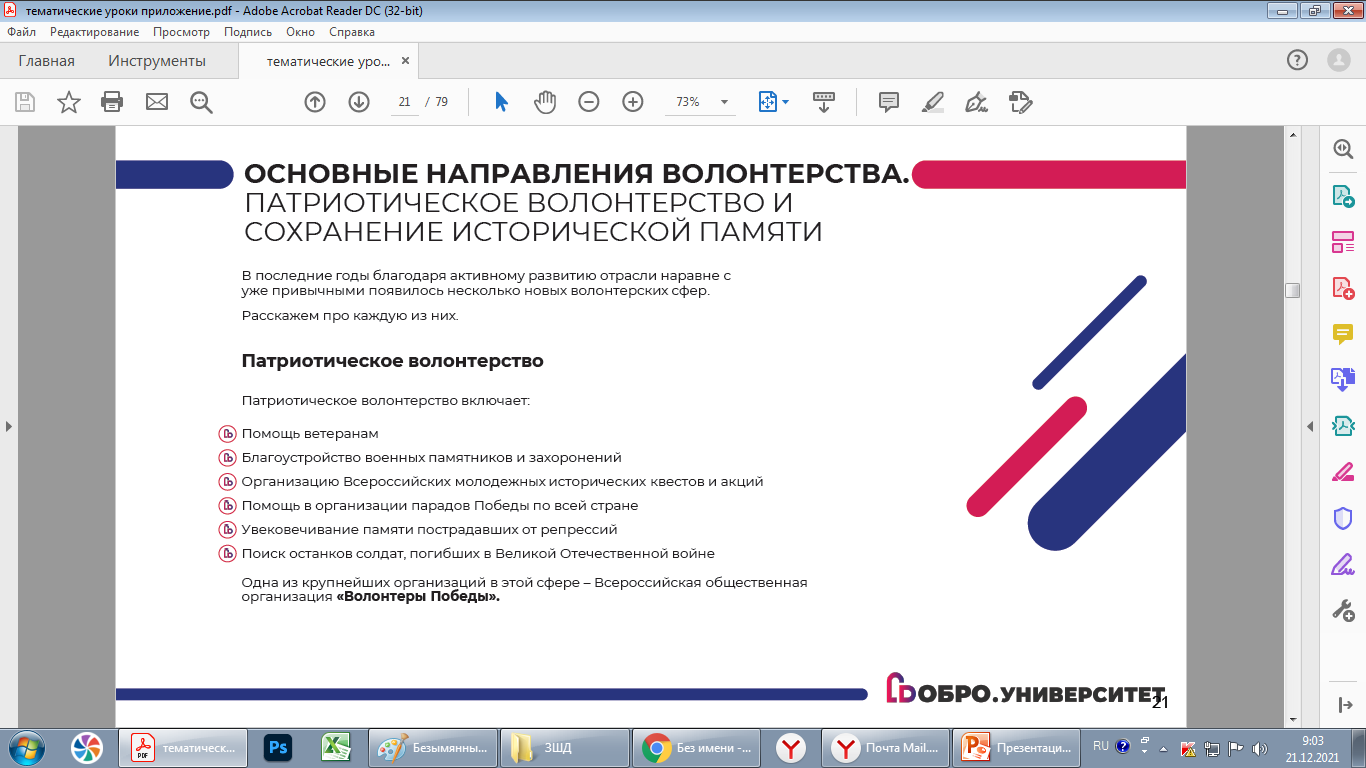 тематические уроки приложение.pdf - Adobe Acrobat Reader DC (32-bit)
Файл Редактирование Просмотр Подпись Окно Справка
Главная Инструменты тематические уро... ×
21 / 79 73%
ОСНОВНЫЕ НАПРАВЛЕНИЯ ВОЛОНТЕРСТВА.
ПАТРИОТИЧЕСКОЕ ВОЛОНТЕРСТВО И
СОХРАНЕНИЕ ИСТОРИЧЕСКОЙ ПАМЯТИ
В последние годы благодаря активному развитию отрасли наравне с
уже привычными появилось несколько новых волонтерских сфер.
Расскажем про каждую из них.
Патриотическое волонтерство
Патриотическое волонтерство включает:
Помощь ветеранам
Благоустройство военных памятников и захоронений
Организацию Всероссийских молодежных исторических квестов и акций
Помощь в организации парадов Победы по всей стране
Увековечивание памяти пострадавших от репрессий
Поиск останков солдат, погибших в Великой Отечественной войне
Одна из крупнейших организаций в этой сфере – Всероссийская общественная
организация «Волонтеры Победы».
ДОБРО.УНИВЕРСИТЕТ
21
тематическ... Безымянны... ЗШД Без имени -... Почта Mail.... Презентаци... RU 9:03
21.12.2021